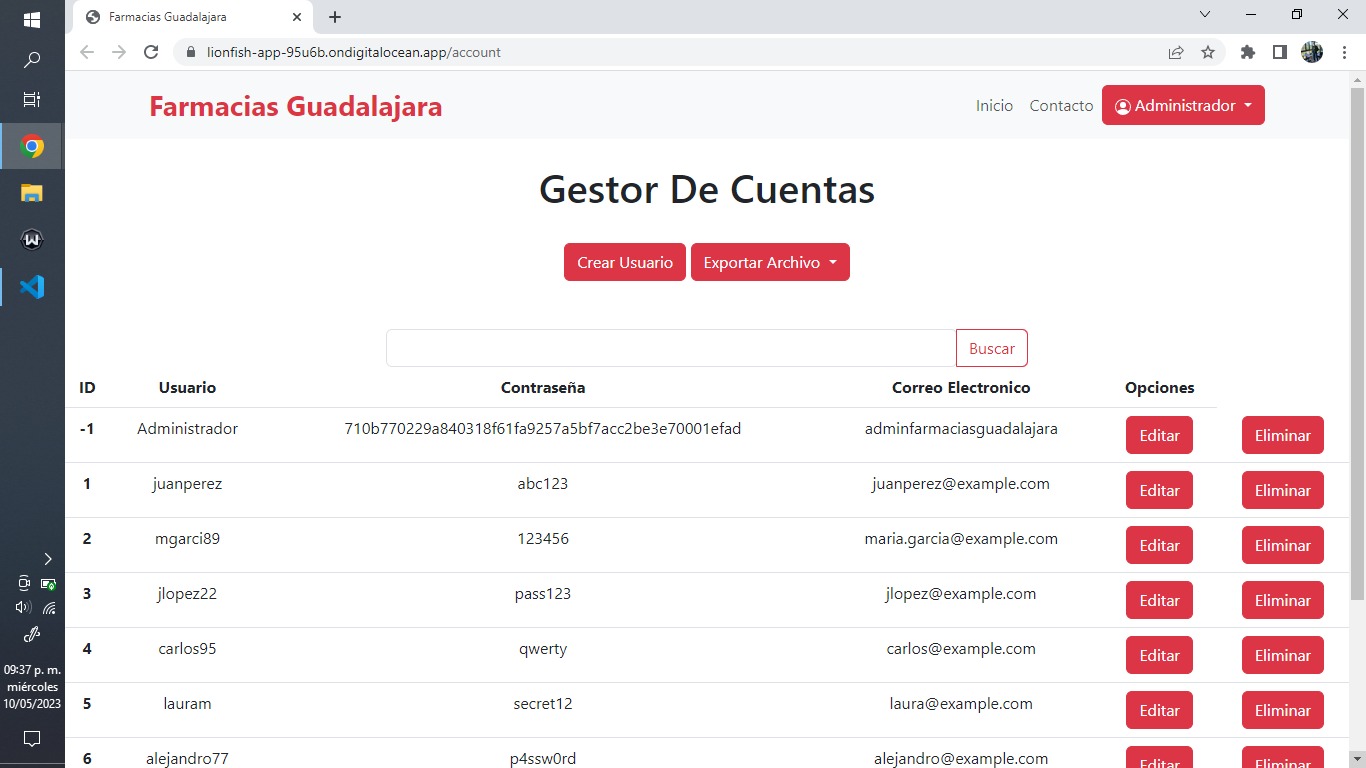 Farmacias Guadalajara
lionfish-app-95u6b.ondigitalocean.app/account
Farmacias Guadalajara
Inicio Contacto Administrador
Gestor De Cuentas
Crear Usuario Exportar Archivo
Buscar
ID Usuario Contraseña Correo Electronico Opciones
-1 Administrador 710b770229a840318f61fa9257a5bf7acc2be3e70001efad adminfarmaciasguadalajara Editar Eliminar
1 juanperez abc123 juanperez@example.com Editar Eliminar
2 mgarci89 123456 maria.garcia@example.com Editar Eliminar
3 jlopez22 pass123 jlopez@example.com Editar Eliminar
4 carlos95 qwerty carlos@example.com Editar Eliminar
5 lauram secret12 laura@example.com Editar Eliminar
6 alejandro77 p4ssw0rd alejandro@example.com Editar Eliminar
09:37 p. m.
miércoles
10/05/2023